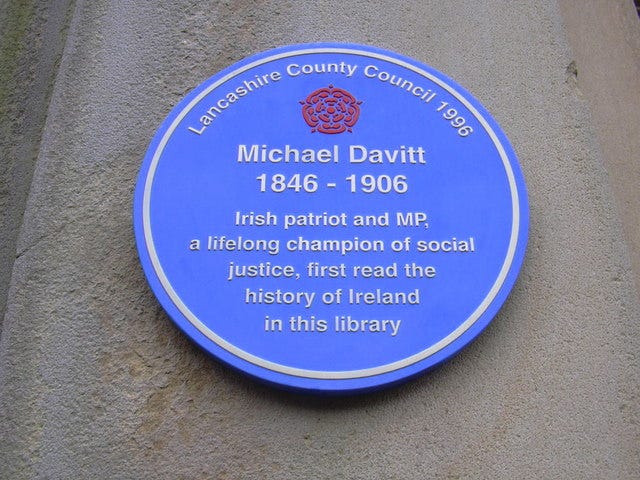 Lancashire County Council 1996
Michael Davitt
1846 - 1906
Irish patriot and MP,
a lifelong champion of social
justice, first read the
history of Ireland
in this library